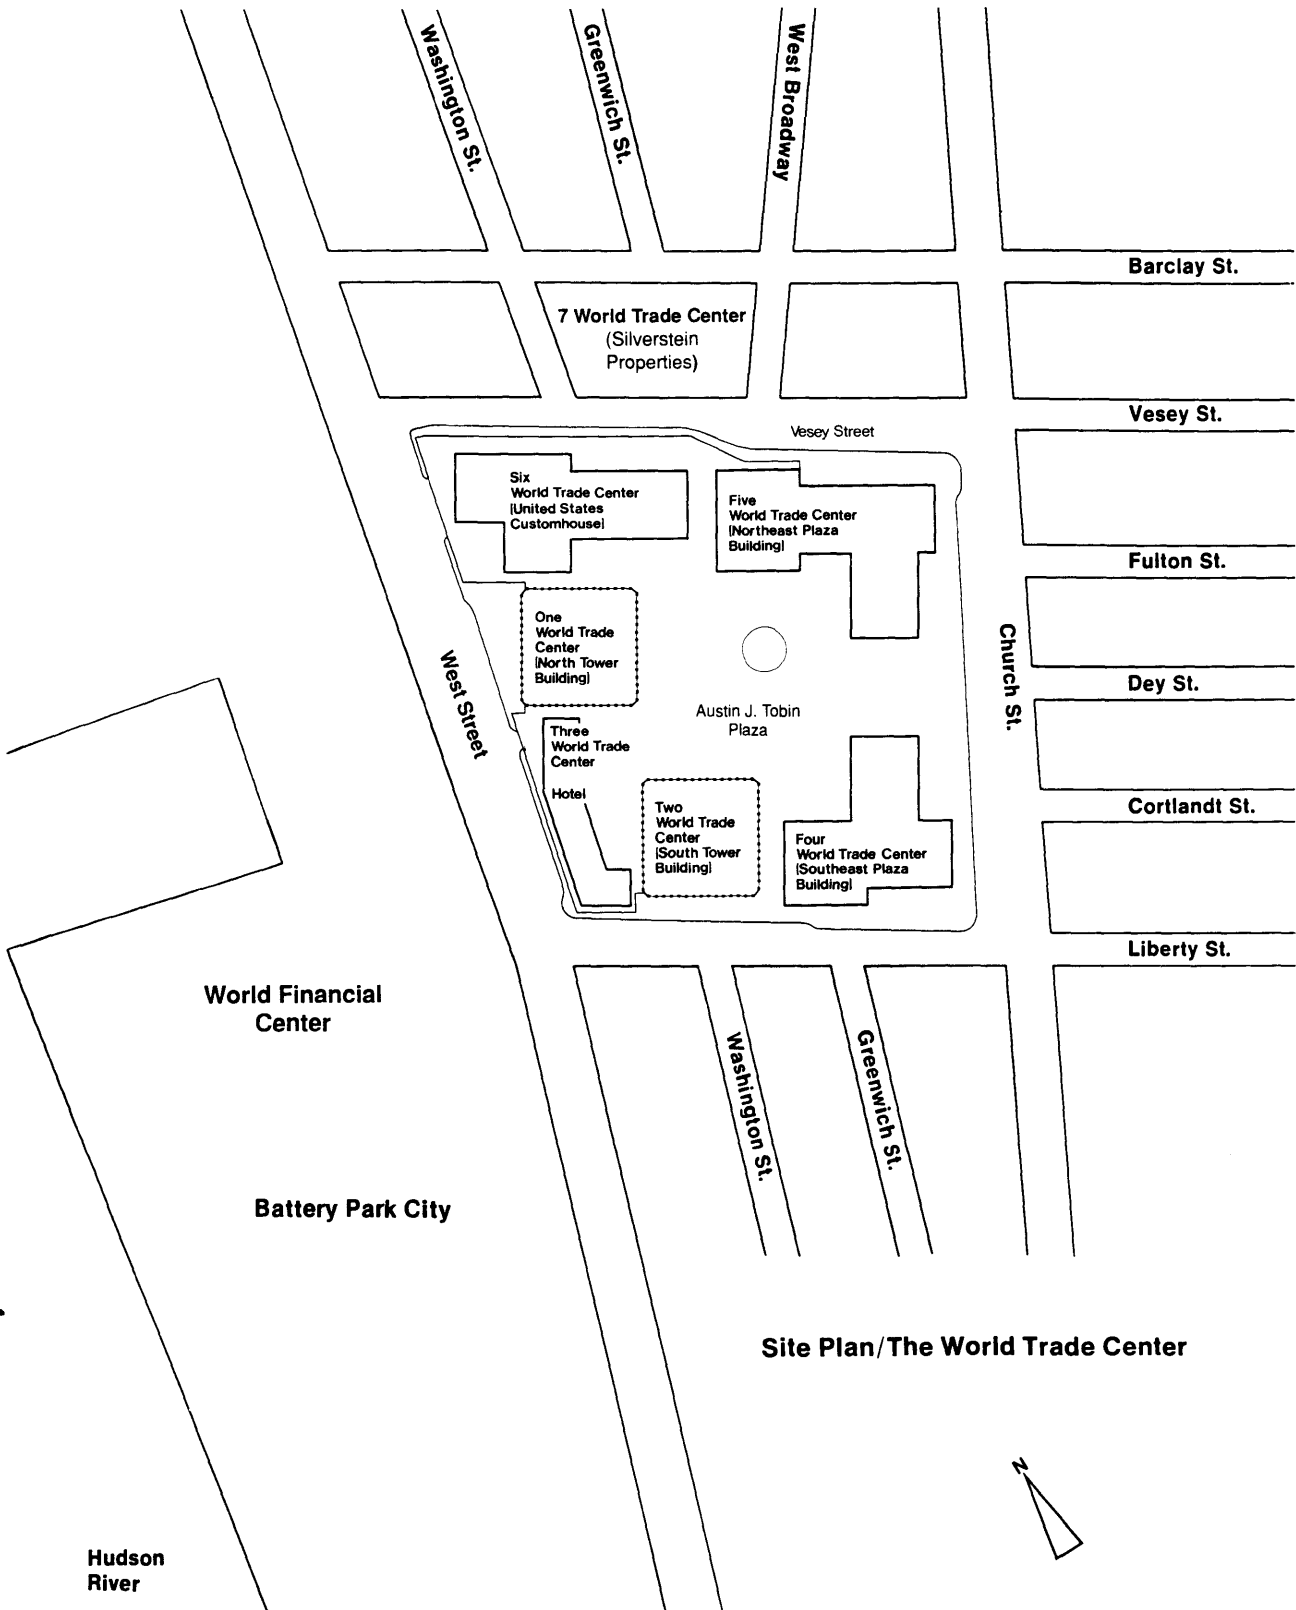 Washington St.
Greenwich St.
West Broadway
Barclay St.
7 World Trade Center
(Silverstein
Properties)
Vesey St.
Vesey Street
Six
World Trade Center
[United States
Customhouse]
Five
World Trade Center
[Northeast Plaza
Building]
Fulton St.
One
World Trade
Center
[North Tower
Building]
Church St.
West Street
Dey St.
Austin J. Tobin
Plaza
Three
World Trade
Center
Hotel
Two
World Trade
Center
[South Tower
Building]
Cortlandt St.
Four
World Trade Center
[Southeast Plaza
Building]
Liberty St.
World Financial
Center
Washington St.
Greenwich St.
Battery Park City
Site Plan/The World Trade Center
N
Hudson
River